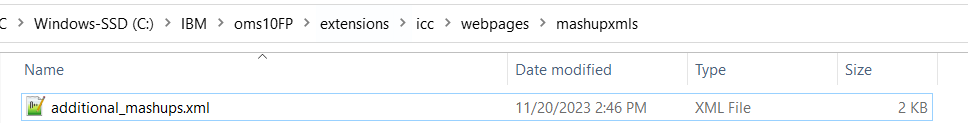 C > Windows-SSD (C:) > IBM > oms10FP > extensions > icc > webpages > mashupxmls
Name Date modified Type Size
additional_mashups.xml 11/20/2023 2:46 PM XML File 2 KB